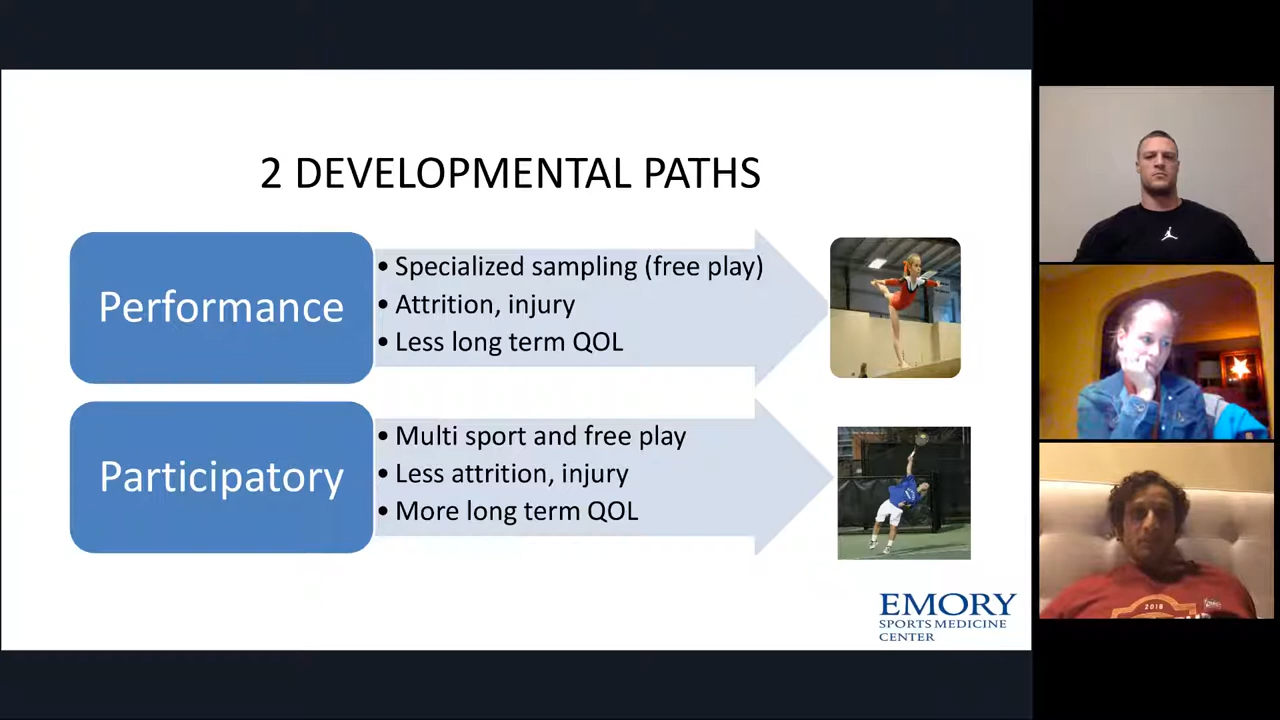 2 DEVELOPMENTAL PATHS
Performance
• Specialized sampling (free play)
• Attrition, injury
• Less long term QOL
Participatory
• Multi sport and free play
• Less attrition, injury
• More long term QOL
EMORY
SPORTS MEDICINE
CENTER
2018